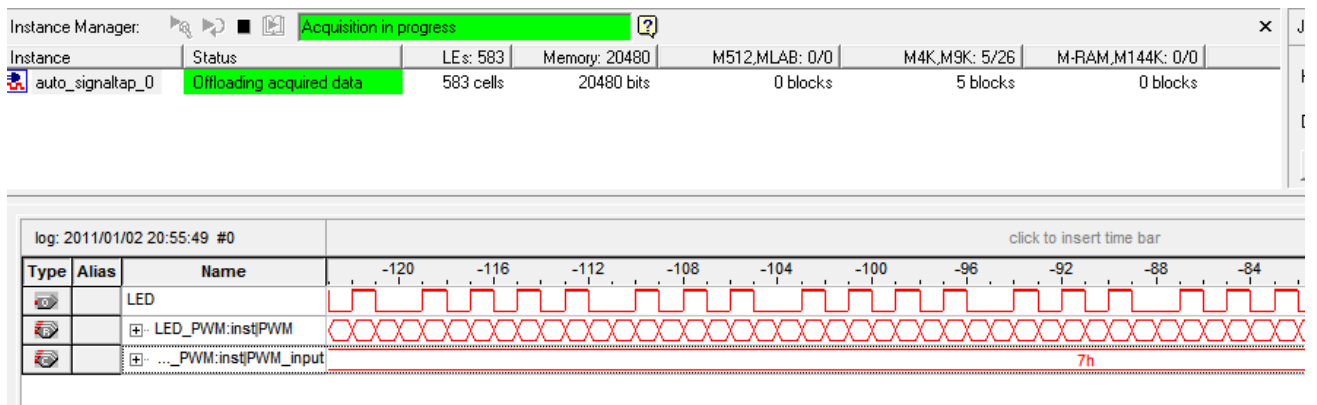 Instance Manager: Acquisition in progress ? x J
Instance Status LEs: 583 Memory: 20480 M512,MLAB: 0/0 M4K,M9K: 5/26 M-RAM,M144K: 0/0
auto_signaltap_0 Offloading acquired data 583 cells 20480 bits 0 blocks 5 blocks 0 blocks
log: 2011/01/02 20:55:49 #0 click to insert time bar
Type Alias Name -120 -116 -112 -108 -104 -100 -96 -92 -88 -84
LED
LED_PWM:inst|PWM
..._PWM:inst|PWM_input 7h